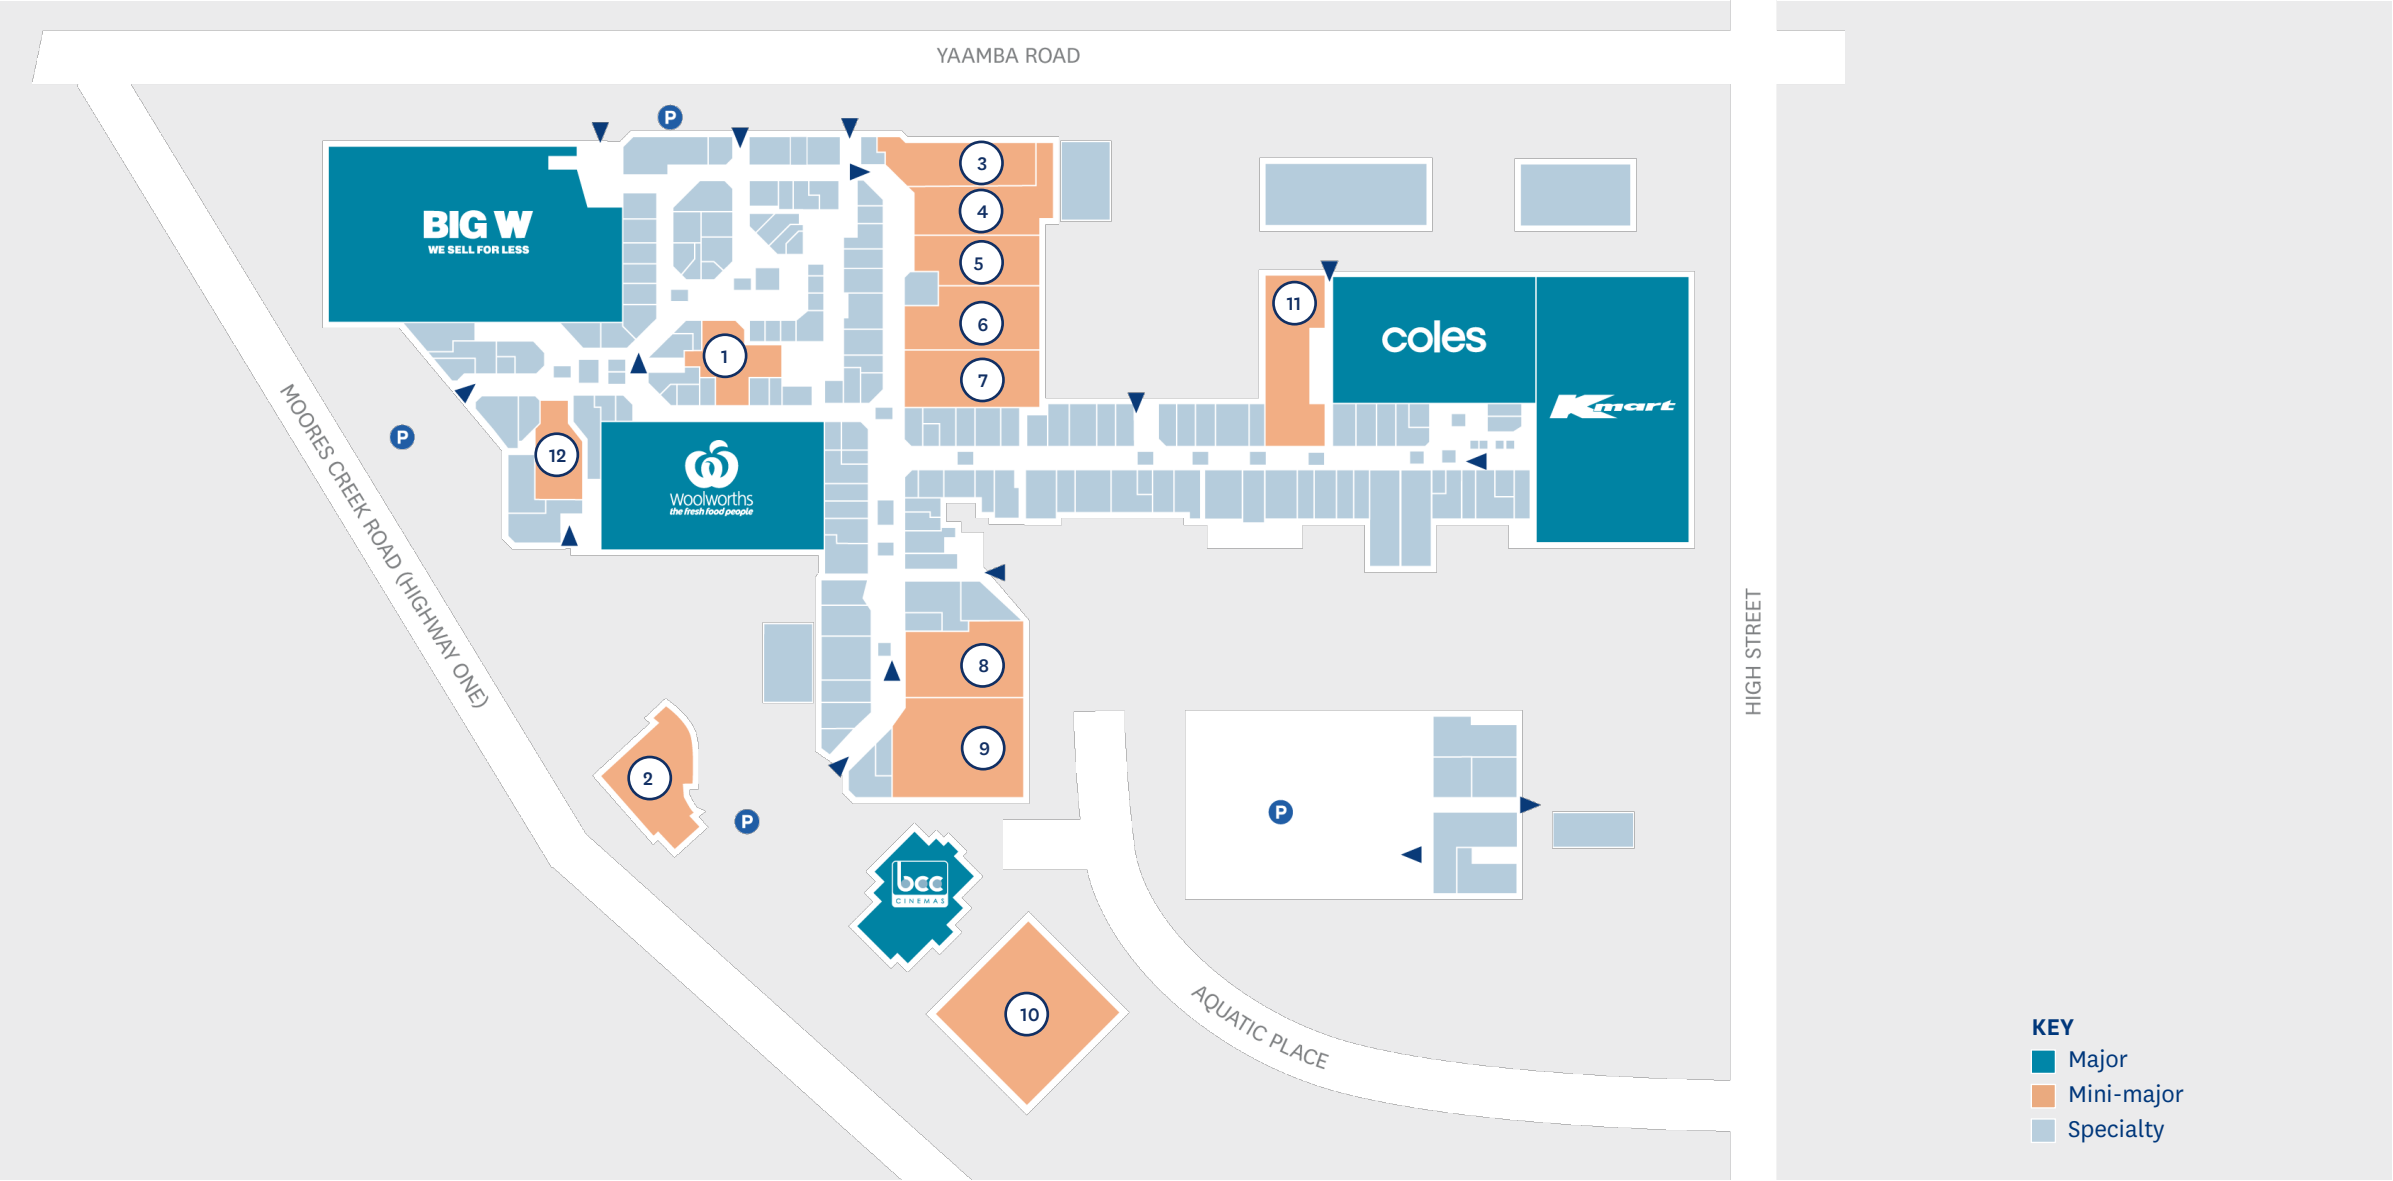 YAAMBA ROAD
P
3
BIG W
WE SELL FOR LESS
4
5
11
6
coles
1
7
Kmart
MOORES CREEK ROAD (HIGHWAY ONE)
P
12
Woolworths
the fresh food people
HIGH STREET
8
9
2
P
P
bcc
CINEMAS
10
AQUATIC PLACE
KEY
Major
Mini-major
Specialty